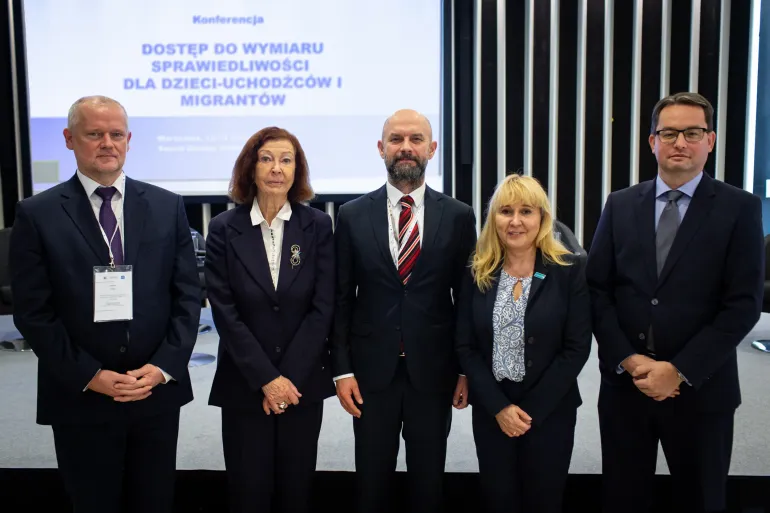 Konferencja
DOSTĘP DO WYMIARU
SPRAWIEDLIWOŚCI
DLA DZIECI-UCHODŹCÓW I
MIGRANTÓW